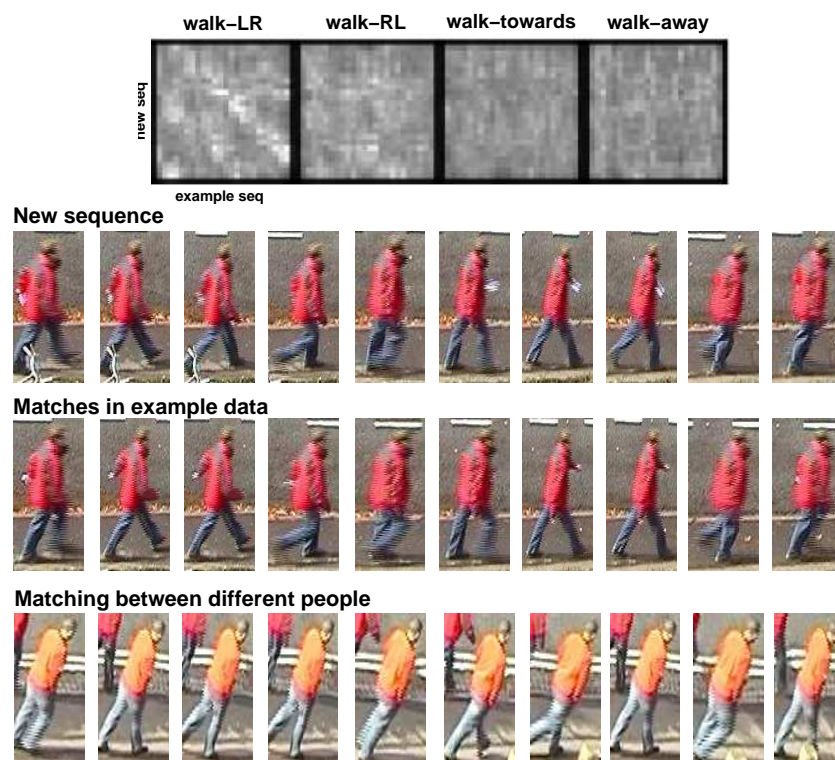 walk−LR walk−RL walk−towards walk−away
new seq
example seq
New sequence
Matches in example data
Matching between different people